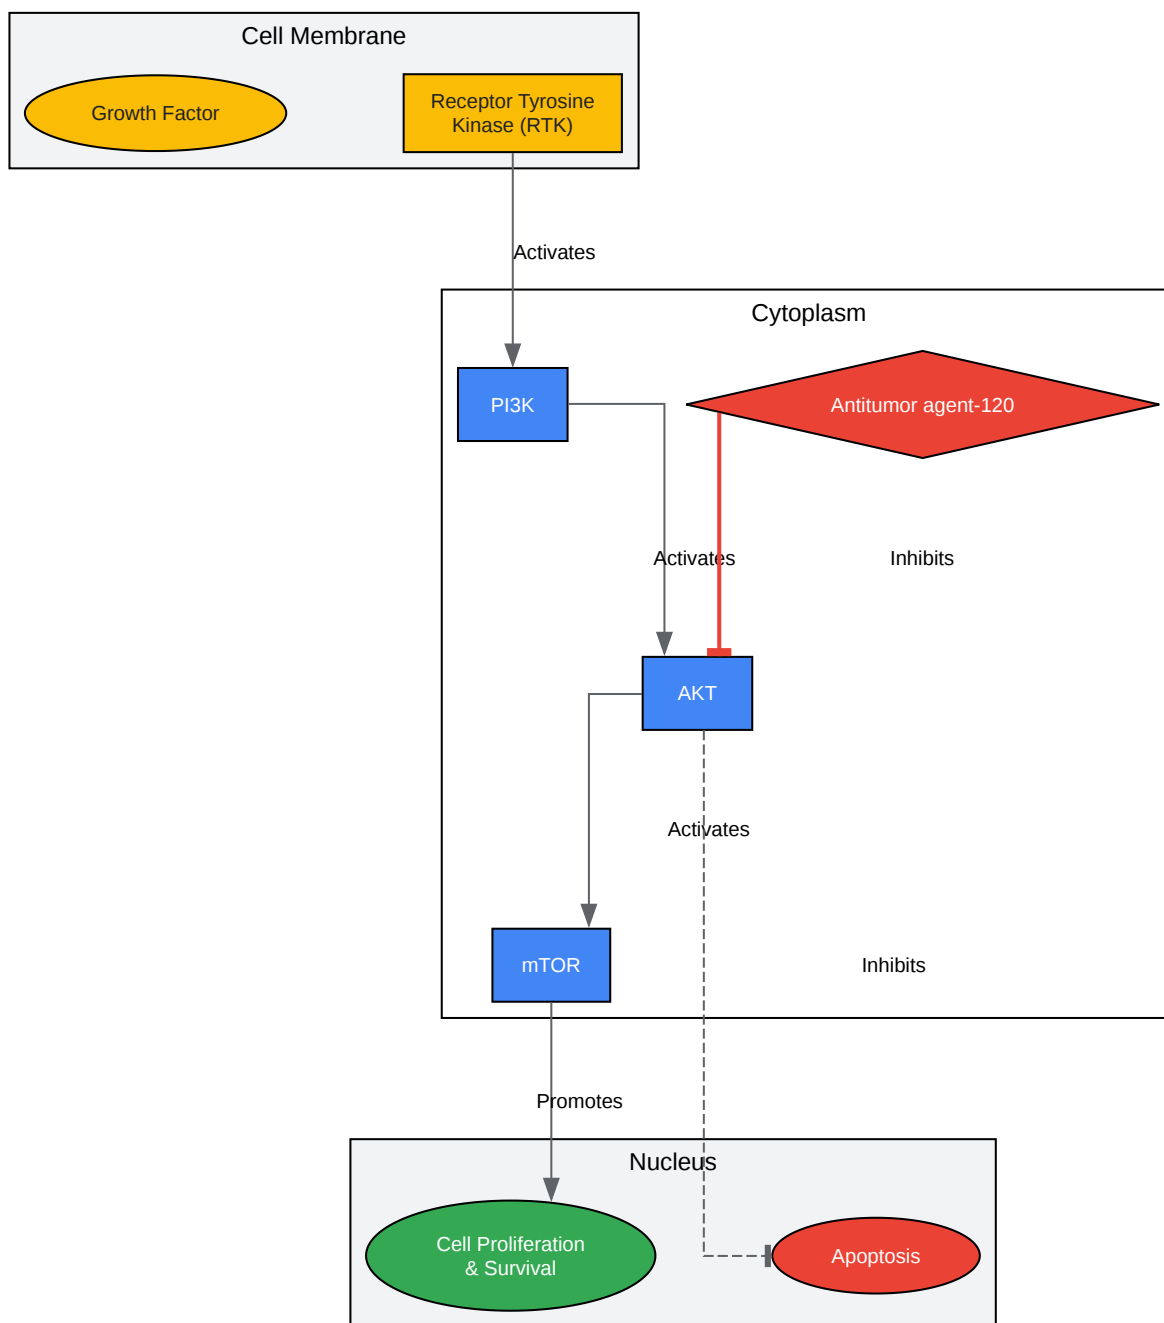 Cell Membrane
Growth Factor
Receptor Tyrosine
Kinase (RTK)
Activates
Cytoplasm
PI3K
Antitumor agent-120
Activates
Inhibits
AKT
Activates
mTOR
Inhibits
Promotes
Nucleus
Cell Proliferation
& Survival
Apoptosis